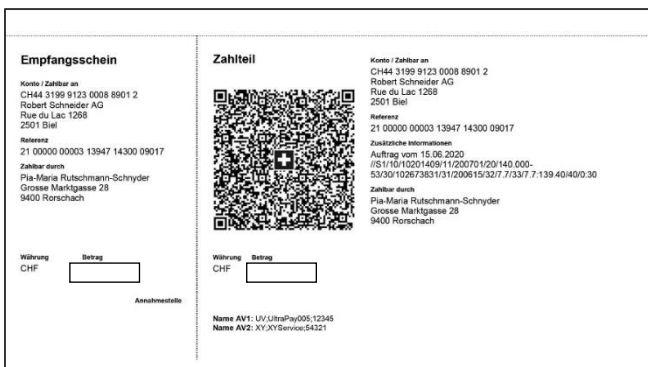 Empfangsschein
Konto / Zahlbar an
CH44 3199 9123 0008 8901 2
Robert Schneider AG
Rue du Lac 1268
2501 Biel
Referenz
21 00000 00003 13947 14300 09017
Zahlbar durch
Pia-Maria Rutschmann-Schnyder
Grosse Marktgasse 28
9400 Rorschach
Währung Betrag
CHF
Annahmestelle
Zahlteil
Währung Betrag
CHF
Name AV1: UV;UltraPay005;12345
Name AV2: XY;XYService;54321
Konto / Zahlbar an
CH44 3199 9123 0008 8901 2
Robert Schneider AG
Rue du Lac 1268
2501 Biel
Referenz
21 00000 00003 13947 14300 09017
Zusätzliche Informationen
Auftrag vom 15.06.2020
//S1/10/10201409/11/200701/20/140.000-
53/30/102673831/31/200615/32/7.7/33/7.7:139.40/40/0:30
Zahlbar durch
Pia-Maria Rutschmann-Schnyder
Grosse Marktgasse 28
9400 Rorschach